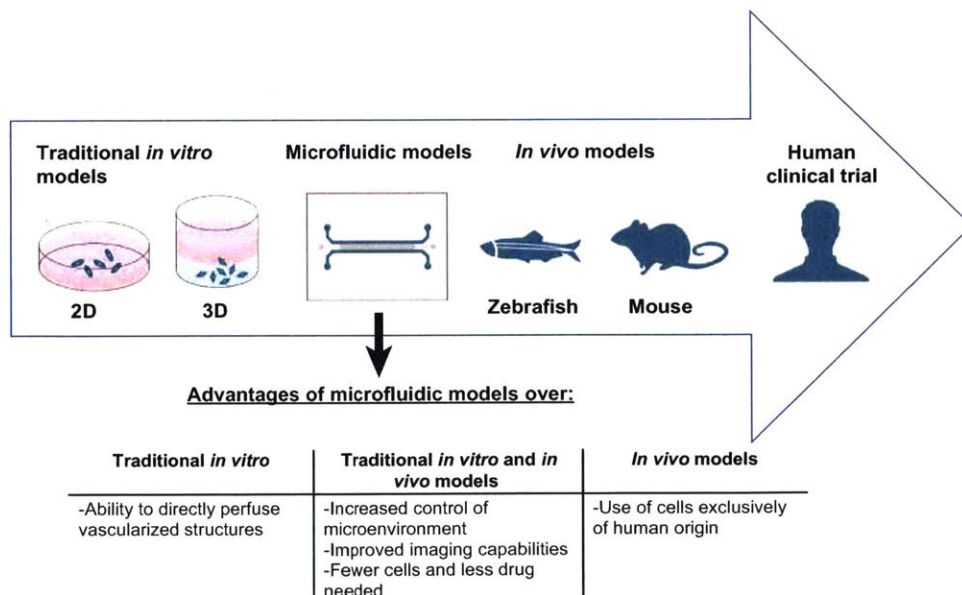 Traditional in vitro
models
Microfluidic models
In vivo models
Human
clinical trial
2D
3D
Zebrafish
Mouse
Advantages of microfluidic models over:
Traditional in vitro
Traditional in vitro and in
vivo models
In vivo models
-Ability to directly perfuse
vascularized structures
-Increased control of
microenvironment
-Improved imaging capabilities
-Fewer cells and less drug
needed
-Use of cells exclusively
of human origin